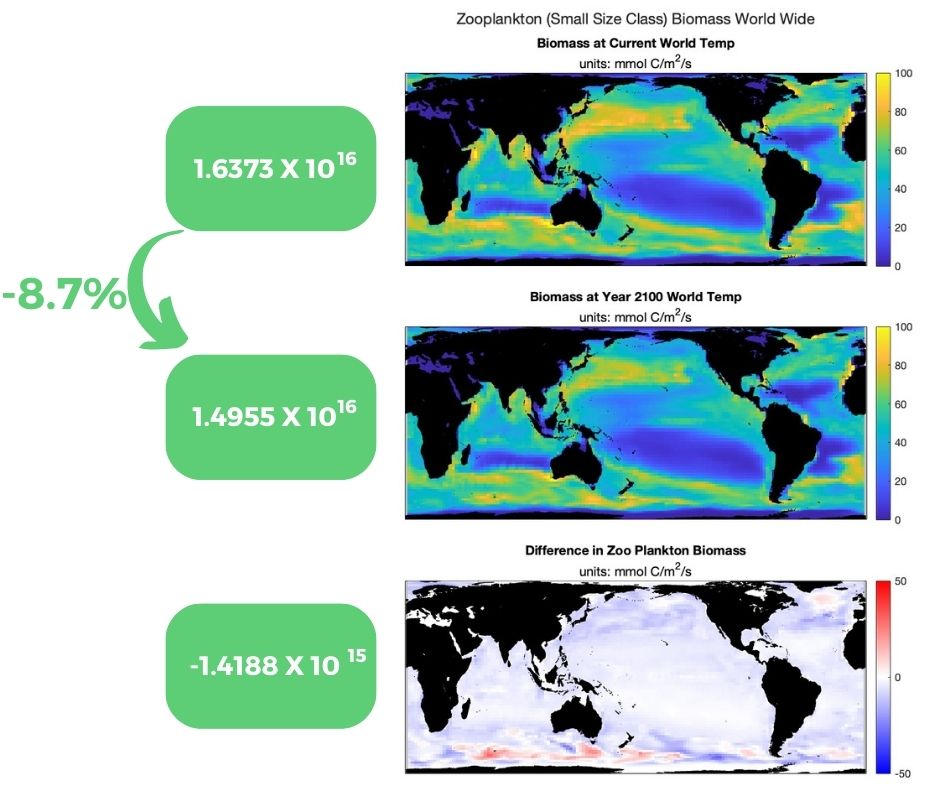 Zooplankton (Small Size Class) Biomass World Wide
Biomass at Current World Temp
units: mmol C/m²/s
100
80
60
40
20
0
1.6373 X 10¹⁶
-8.7%
Biomass at Year 2100 World Temp
units: mmol C/m²/s
100
80
60
40
20
0
1.4955 X 10¹⁶
Difference in Zoo Plankton Biomass
units: mmol C/m²/s
50
0
-50
-1.4188 X 10 ¹⁵